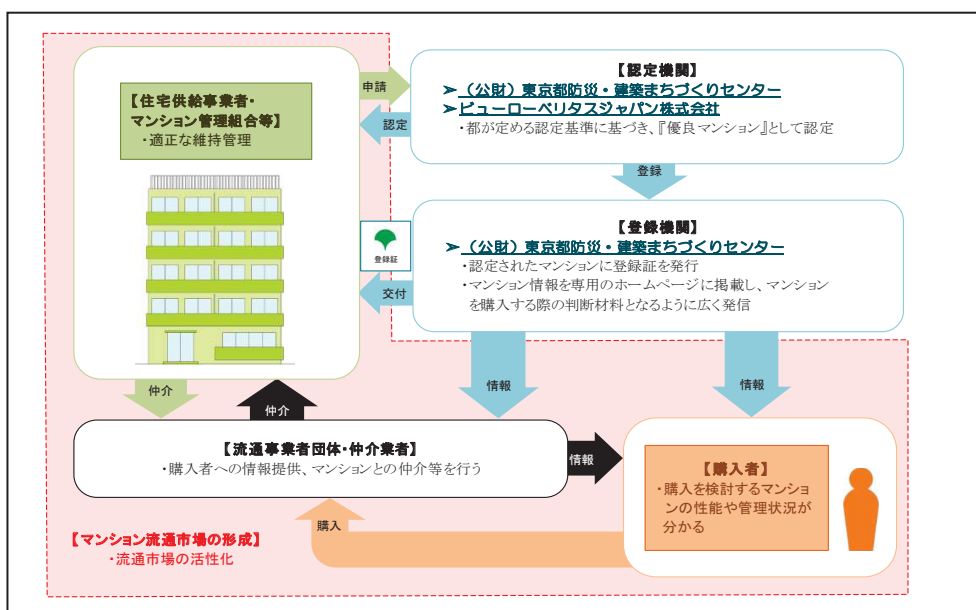 【住宅供給事業者・
マンション管理組合等】
・適正な維持管理
申請
認定
【認定機関】
➢（公財）東京都防災・建築まちづくりセンター
➢ビューローベリタスジャパン株式会社
・都が定める認定基準に基づき、『優良マンション』として認定
登録
登録証
交付
【登録機関】
➢（公財）東京都防災・建築まちづくりセンター
・認定されたマンションに登録証を発行
・マンション情報を専用のホームページに掲載し、マンション
を購入する際の判断材料となるように広く発信
仲介
仲介
情報
情報
【流通事業者団体・仲介業者】
・購入者への情報提供、マンションとの仲介等を行う
情報
【購入者】
・購入を検討するマンショ
ンの性能や管理状況が
分かる
購入
【マンション流通市場の形成】
・流通市場の活性化